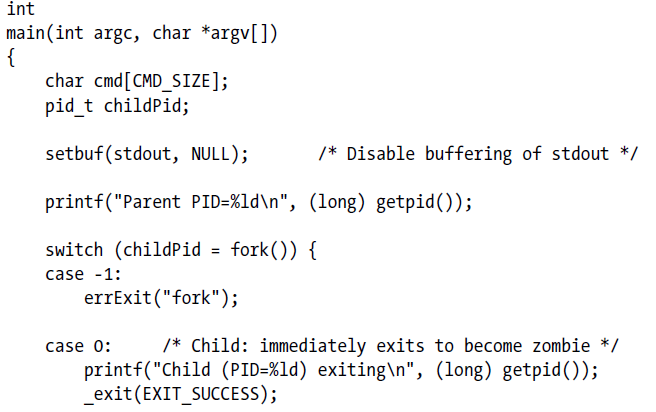 int
main(int argc, char *argv[])
{
    char cmd[CMD_SIZE];
    pid_t childPid;

    setbuf(stdout, NULL);       /* Disable buffering of stdout */

    printf("Parent PID=%ld\n", (long) getpid());

    switch (childPid = fork()) {
    case -1:
        errExit("fork");

    case 0:     /* Child: immediately exits to become zombie */
        printf("Child (PID=%ld) exiting\n", (long) getpid());
        _exit(EXIT_SUCCESS);